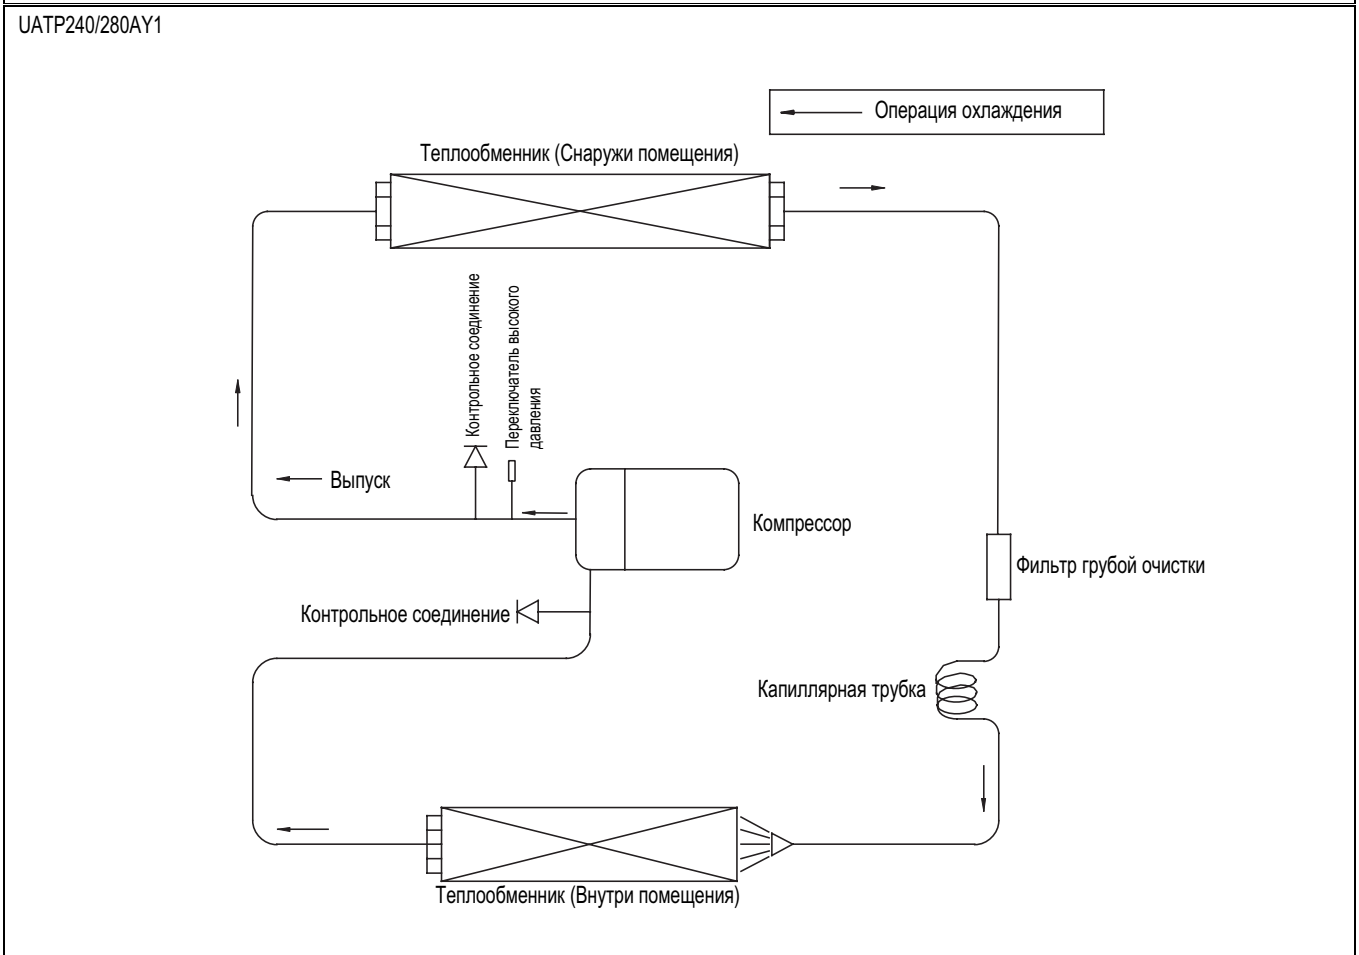 UATP240/280AY1
Операция охлаждения
Теплообменник (Снаружи помещения)
Контрольное соединение
Переключатель высокого
давления
Выпуск
Компрессор
Фильтр грубой очистки
Контрольное соединение
Капиллярная трубка
Теплообменник (Внутри помещения)